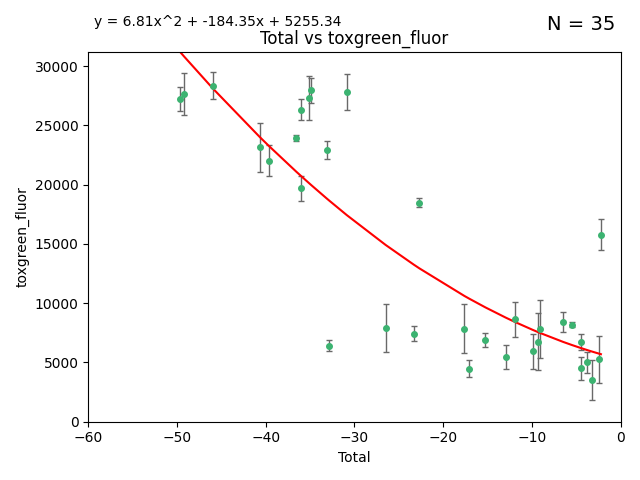 y = 6.81x^2 + -184.35x + 5255.34
N = 35
Total vs toxgreen_fluor
30000
25000
20000
15000
10000
5000
0
toxgreen_fluor
−60 −50 −40 −30 −20 −10 0
Total